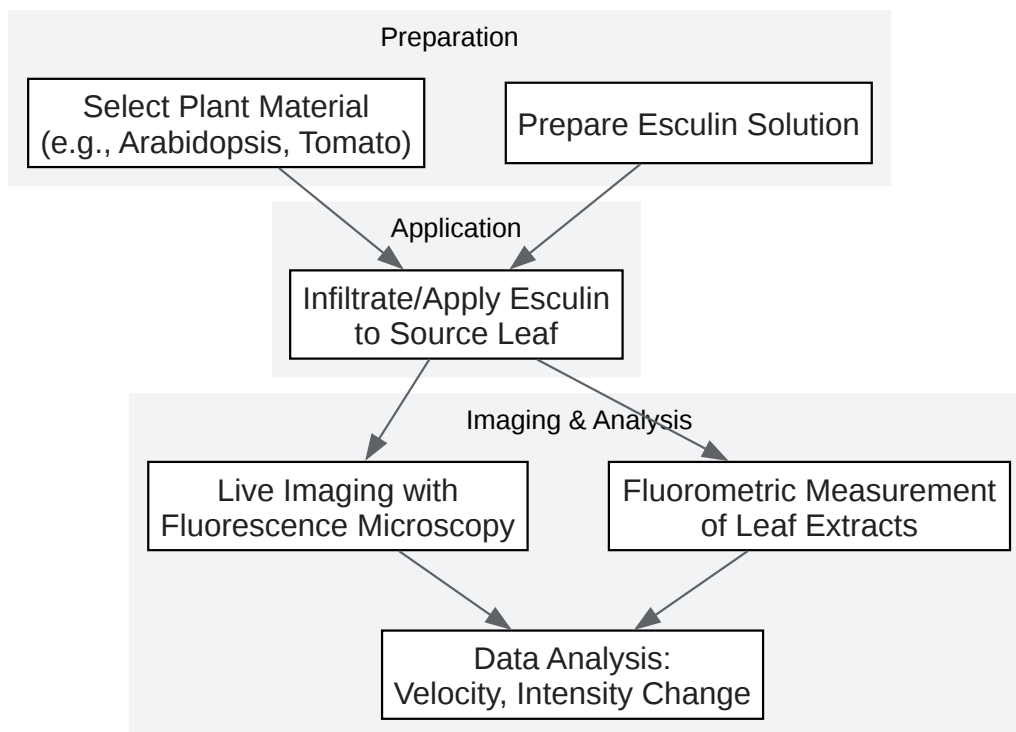 Preparation
Select Plant Material
(e.g., Arabidopsis, Tomato)
Prepare Esculin Solution
Application
Infiltrate/Apply Esculin
to Source Leaf
Imaging & Analysis
Live Imaging with
Fluorescence Microscopy
Fluorometric Measurement
of Leaf Extracts
Data Analysis:
Velocity, Intensity Change